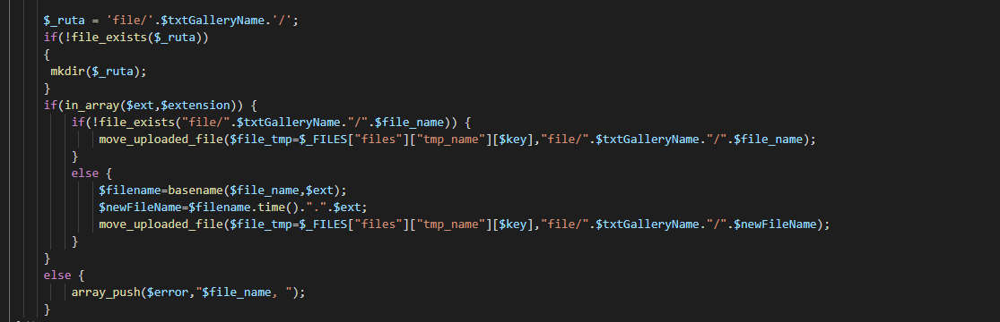 $_ruta = 'file/'.$txtGalleryName.'/';
if(!file_exists($_ruta))
{
mkdir($_ruta);
}
if(in_array($ext,$extension)) {
if(!file_exists("file/".$txtGalleryName."/".$file_name)) {
move_uploaded_file($file_tmp=$_FILES["files"]["tmp_name"][$key],"file/".$txtGalleryName."/".$file_name);
}
else {
$filename=basename($file_name,$ext);
$newFileName=$filename.time().".".$ext;
move_uploaded_file($file_tmp=$_FILES["files"]["tmp_name"][$key],"file/".$txtGalleryName."/".$newFileName);
}
}
else {
array_push($error,"$file_name, ");
}